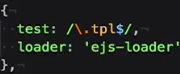 {
test: /\.tpl$/,
loader: 'ejs-loader'
},